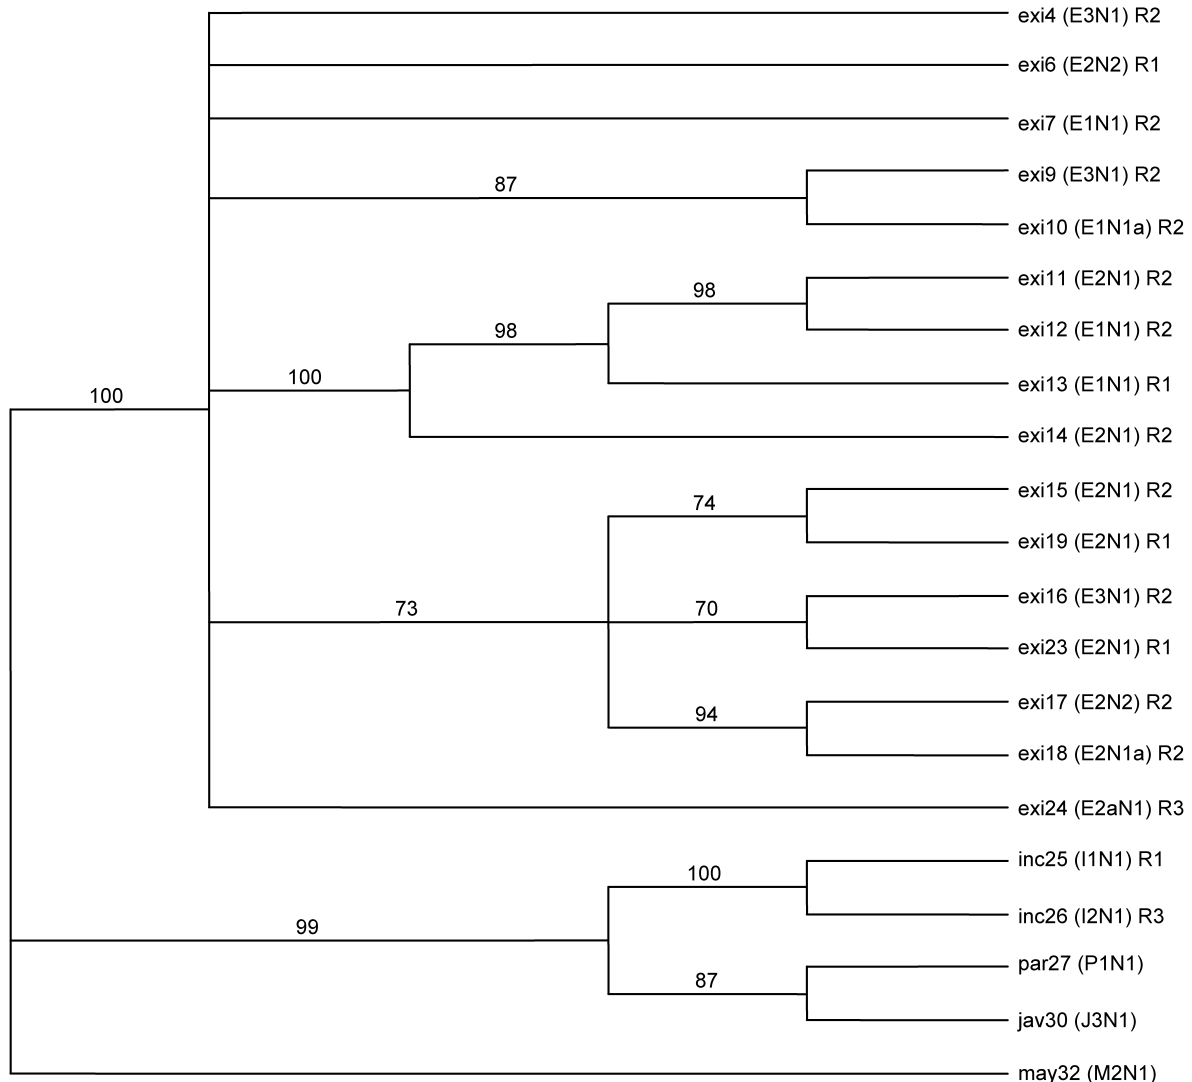 exi4 (E3N1) R2
exi6 (E2N2) R1
exi7 (E1N1) R2
87
exi9 (E3N1) R2
exi10 (E1N1a) R2
exi11 (E2N1) R2
98
exi12 (E1N1) R2
98
100
exi13 (E1N1) R1
100
exi14 (E2N1) R2
exi15 (E2N1) R2
74
exi19 (E2N1) R1
exi16 (E3N1) R2
73
70
exi23 (E2N1) R1
exi17 (E2N2) R2
94
exi18 (E2N1a) R2
exi24 (E2aN1) R3
inc25 (I1N1) R1
100
inc26 (I2N1) R3
99
par27 (P1N1)
87
jav30 (J3N1)
may32 (M2N1)